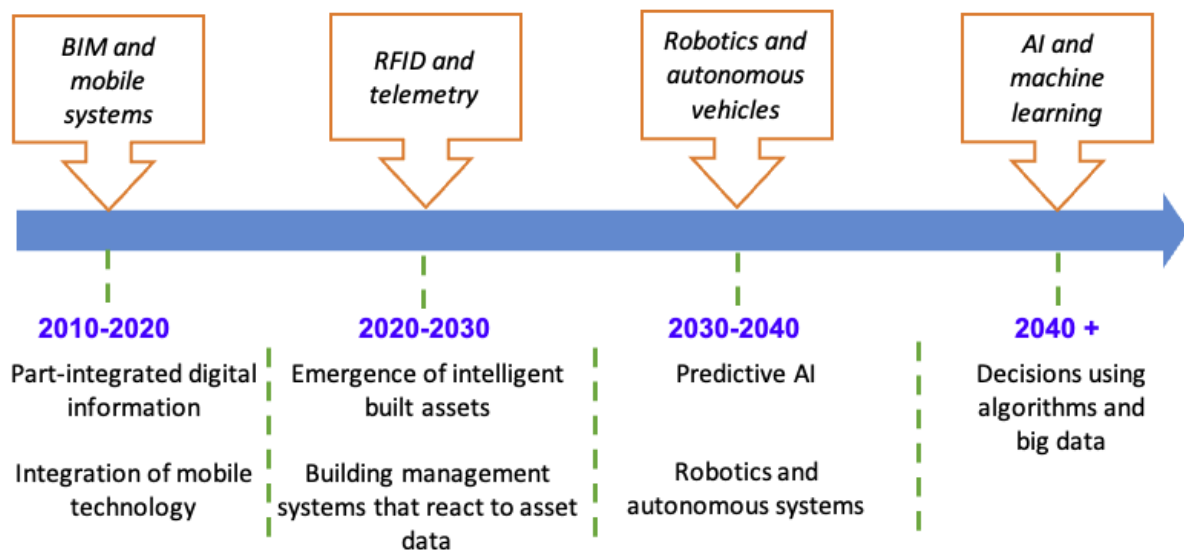 BIM and
mobile
systems
RFID and
telemetry
Robotics and
autonomous
vehicles
AI and
machine
learning
2010-2020
2020-2030
2030-2040
2040 +
Part-integrated digital
information
Integration of mobile
technology
Emergence of intelligent
built assets
Building management
systems that react to asset
data
Predictive AI
Robotics and
autonomous systems
Decisions using
algorithms and
big data